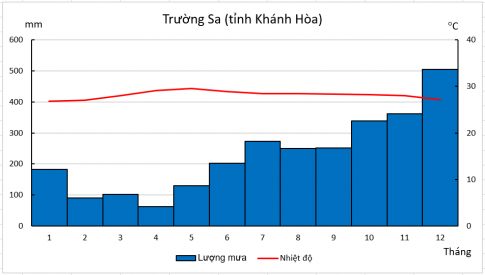 Trường Sa (tỉnh Khánh Hòa)
mm
°C
600
500
400
300
200
100
0
40
30
20
10
0
1 2 3 4 5 6 7 8 9 10 11 12
Tháng
Lượng mưa Nhiệt độ